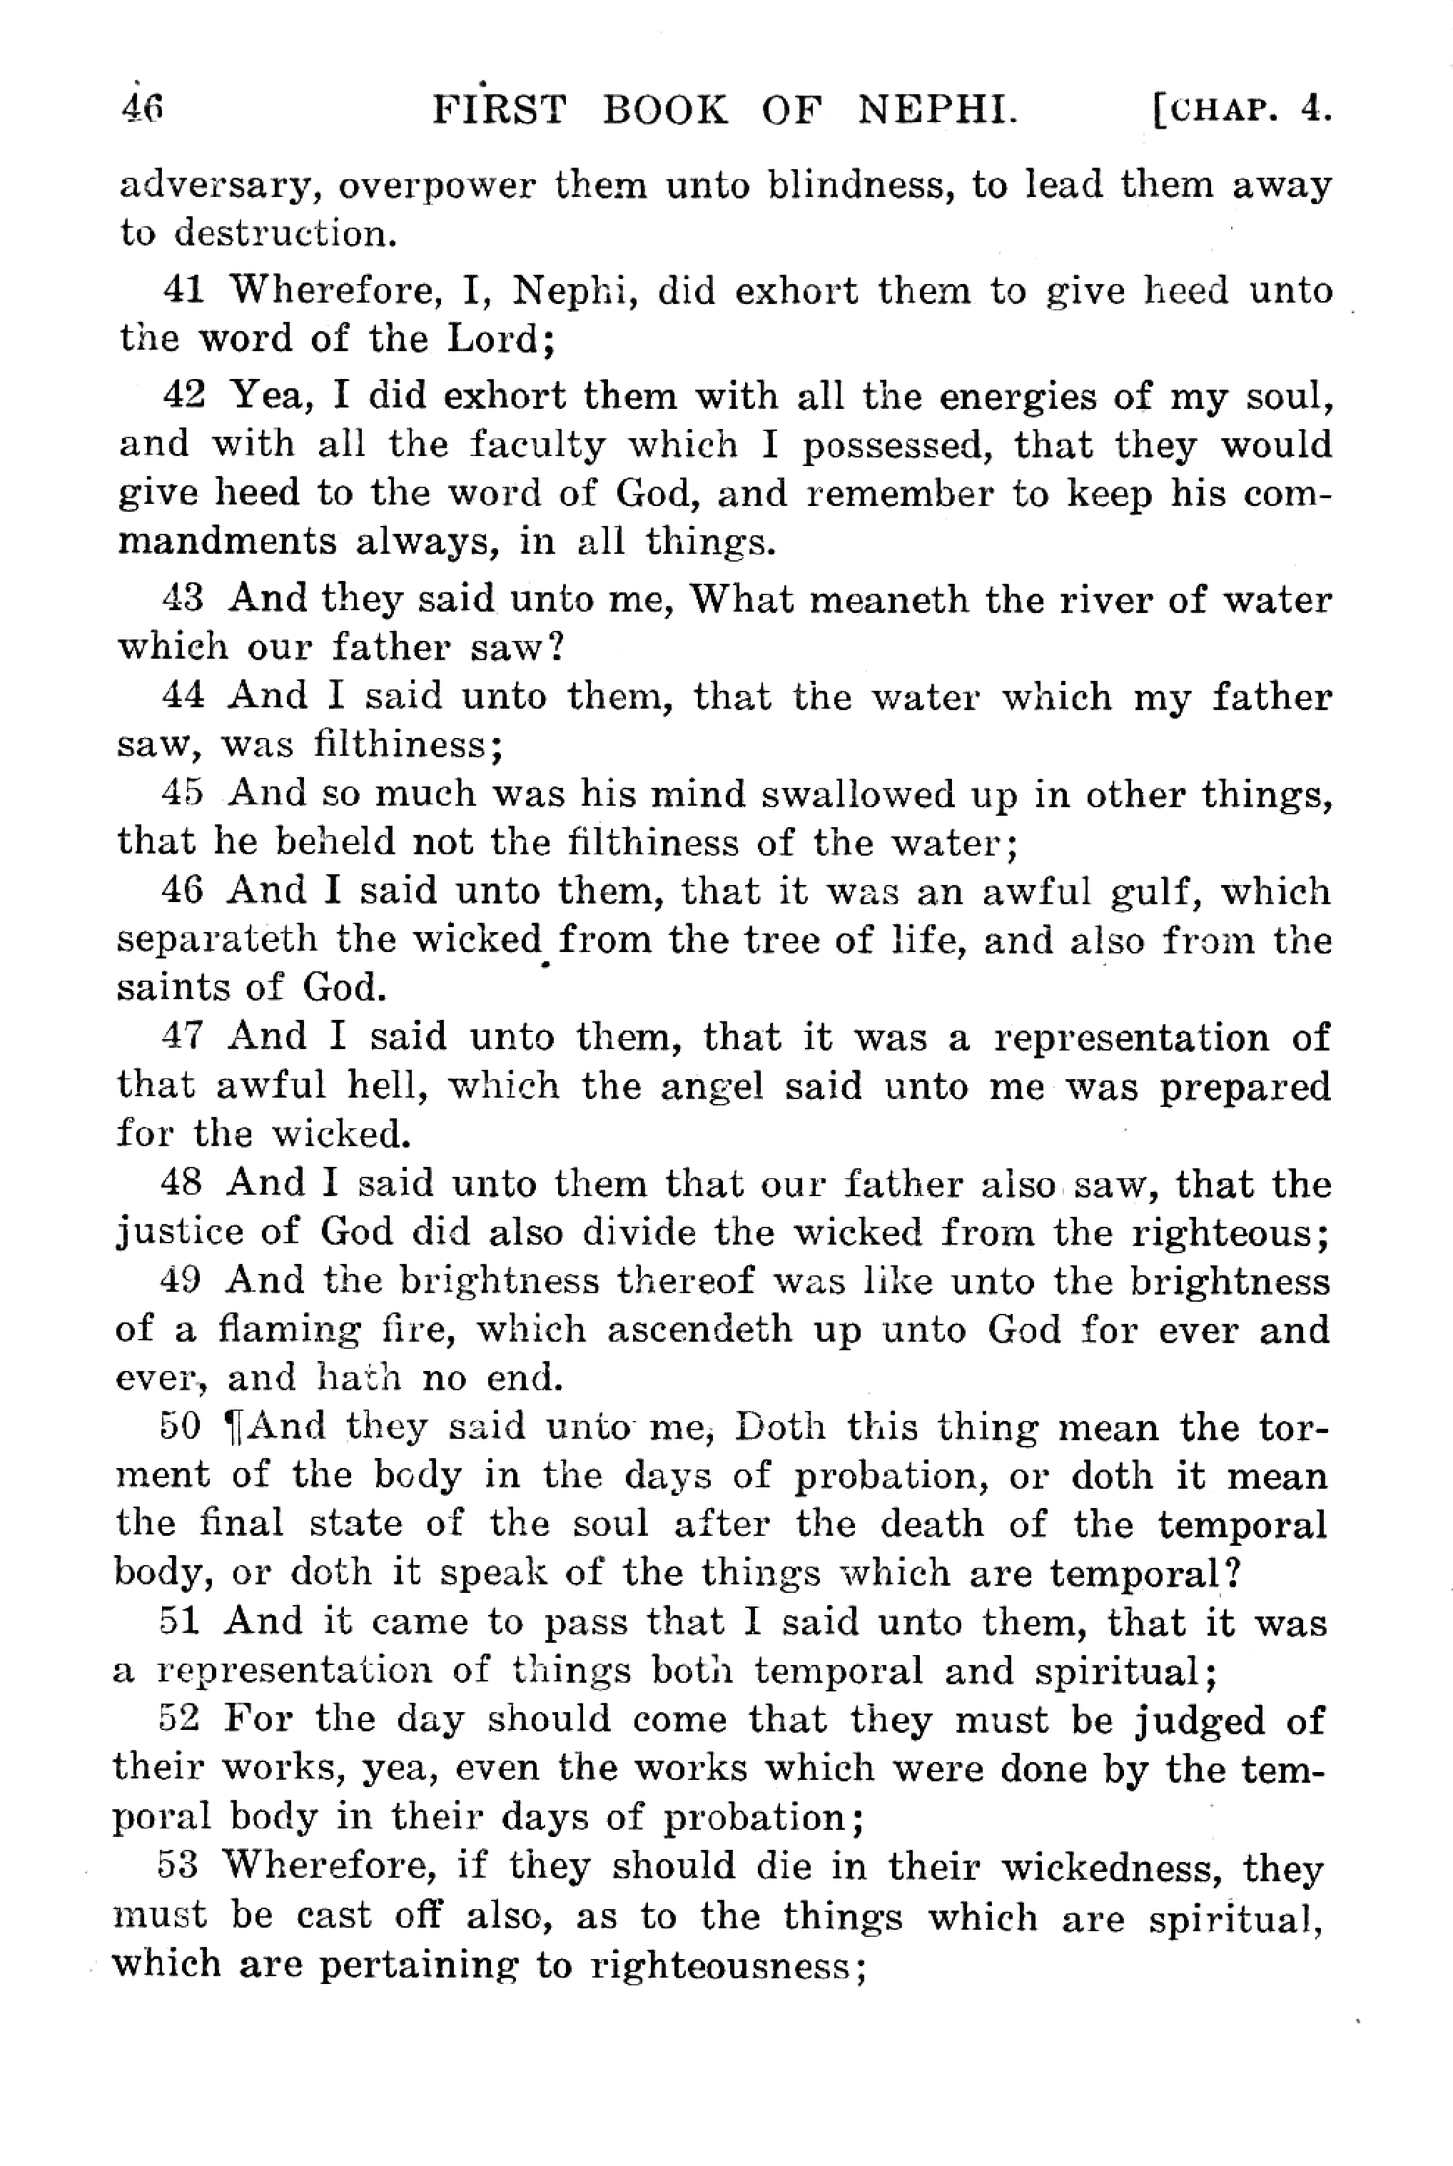 46 FIRST BOOK OF NEPHI. [CHAP. 4.
adversary, overpower them unto blindness, to lead them away
to destruction.
41 Wherefore, I, Nephi, did exhort them to give heed unto
the word of the Lord;
42 Yea, I did exhort them with all the energies of my soul,
and with all the faculty which I possessed, that they would
give heed to the word of God, and remember to keep his com-
mandments always, in all things.
43 And they said unto me, What meaneth the river of water
which our father saw?
44 And I said unto them, that the water which my father
saw, was filthiness;
45 And so much was his mind swallowed up in other things,
that he beheld not the filthiness of the water;
46 And I said unto them, that it was an awful gulf, which
separateth the wicked from the tree of life, and also from the
saints of God.
47 And I said unto them, that it was a representation of
that awful hell, which the angel said unto me was prepared
for the wicked.
48 And I said unto them that our father also saw, that the
justice of God did also divide the wicked from the righteous;
49 And the brightness thereof was like unto the brightness
of a flaming fire, which ascendeth up unto God for ever and
ever, and hath no end.
50 ¶And they said unto me, Doth this thing mean the tor-
ment of the body in the days of probation, or doth it mean
the final state of the soul after the death of the temporal
body, or doth it speak of the things which are temporal?
51 And it came to pass that I said unto them, that it was
a representation of things both temporal and spiritual;
52 For the day should come that they must be judged of
their works, yea, even the works which were done by the tem-
poral body in their days of probation;
53 Wherefore, if they should die in their wickedness, they
must be cast off also, as to the things which are spiritual,
which are pertaining to righteousness;